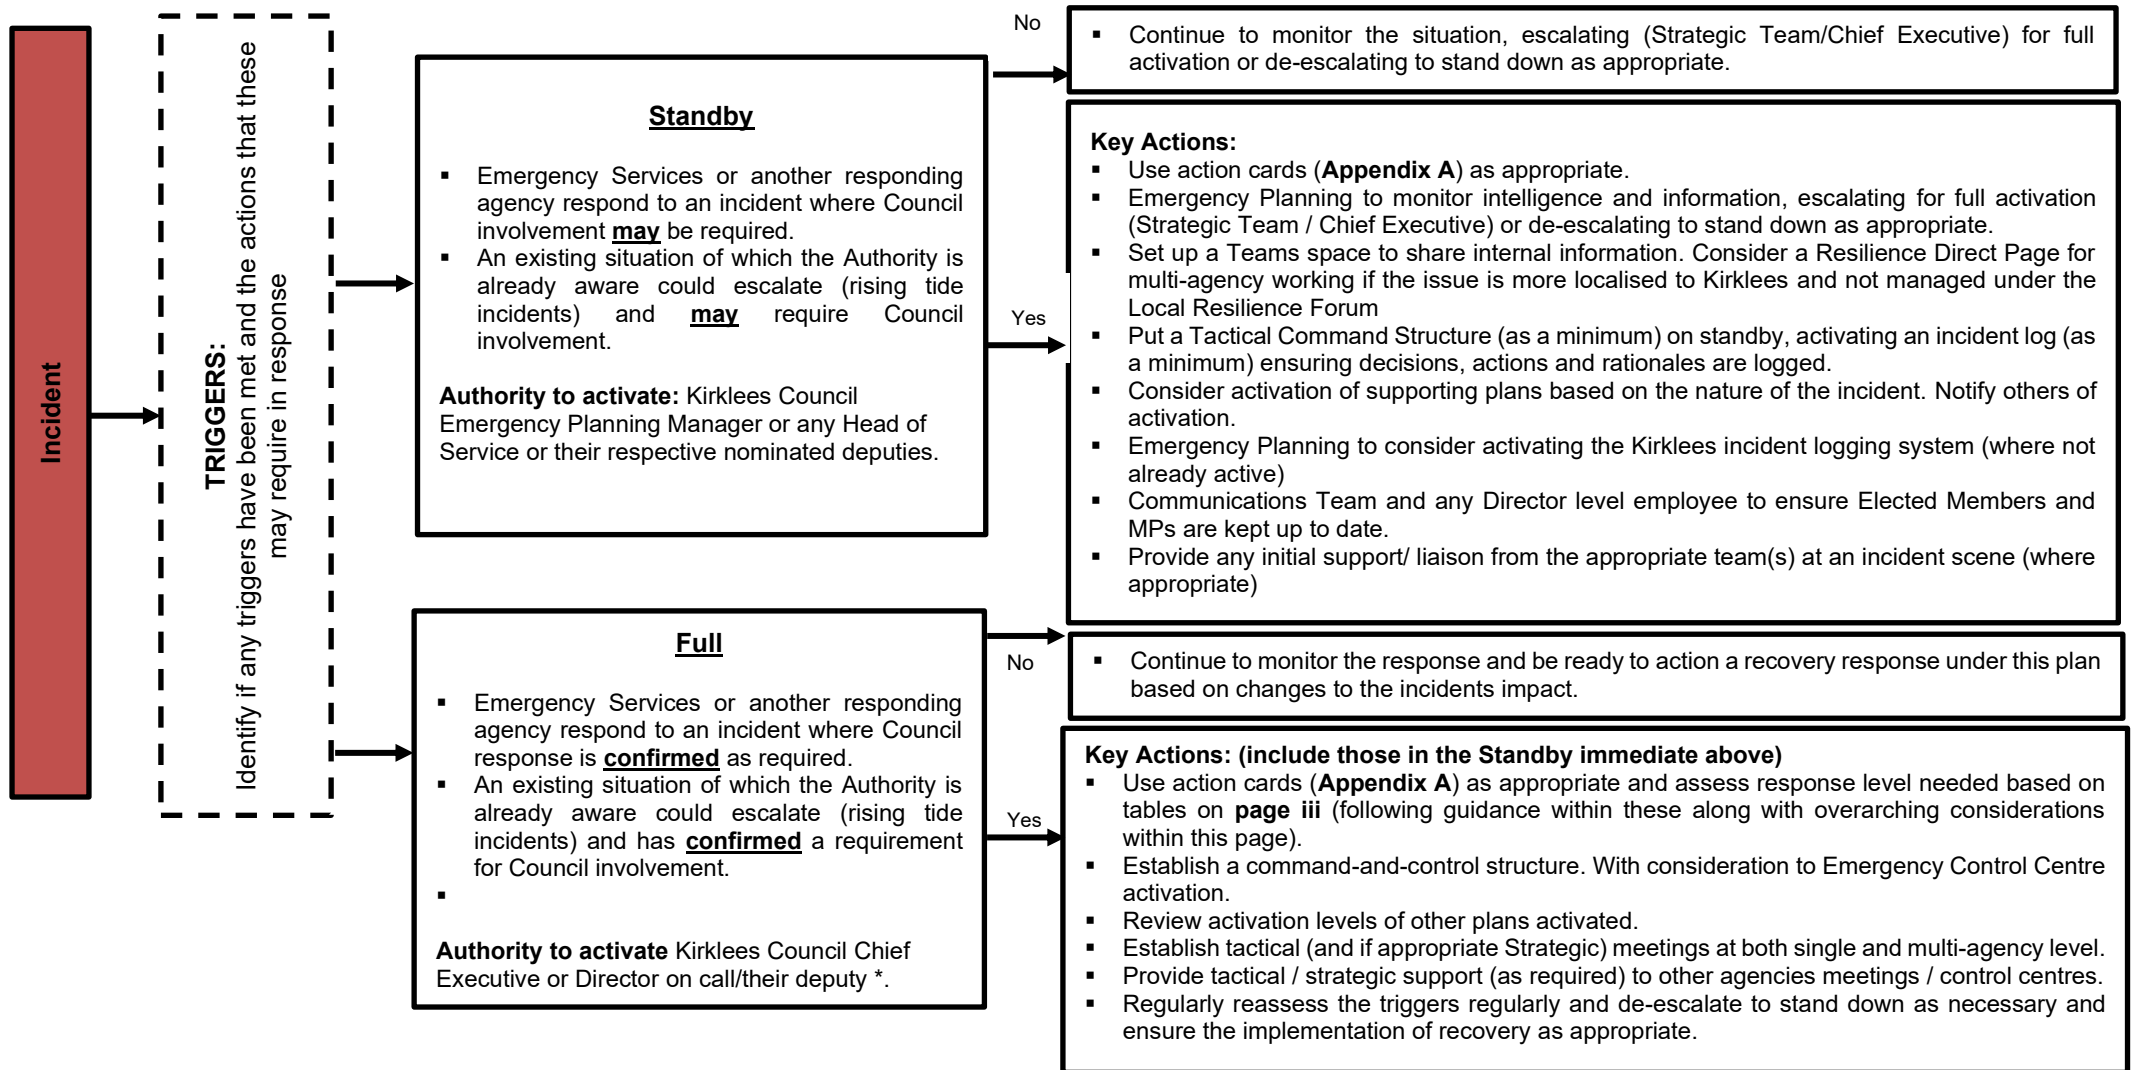 Incident
TRIGGERS:
Identify if any triggers have been met and the actions that these
may require in response
Standby
▪ Emergency Services or another responding
agency respond to an incident where Council
involvement may be required.
▪ An existing situation of which the Authority is
already aware could escalate (rising tide
incidents) and may require Council
involvement.
Authority to activate: Kirklees Council
Emergency Planning Manager or any Head of
Service or their respective nominated deputies.
No
▪ Continue to monitor the situation, escalating (Strategic Team/Chief Executive) for full
activation or de-escalating to stand down as appropriate.
Yes
Key Actions:
▪ Use action cards (Appendix A) as appropriate.
▪ Emergency Planning to monitor intelligence and information, escalating for full activation
(Strategic Team / Chief Executive) or de-escalating to stand down as appropriate.
▪ Set up a Teams space to share internal information. Consider a Resilience Direct Page for
multi-agency working if the issue is more localised to Kirklees and not managed under the
Local Resilience Forum
▪ Put a Tactical Command Structure (as a minimum) on standby, activating an incident log (as
a minimum) ensuring decisions, actions and rationales are logged.
▪ Consider activation of supporting plans based on the nature of the incident. Notify others of
activation.
▪ Emergency Planning to consider activating the Kirklees incident logging system (where not
already active)
▪ Communications Team and any Director level employee to ensure Elected Members and
MPs are kept up to date.
▪ Provide any initial support/ liaison from the appropriate team(s) at an incident scene (where
appropriate)
Full
▪ Emergency Services or another responding
agency respond to an incident where Council
response is confirmed as required.
▪ An existing situation of which the Authority is
already aware could escalate (rising tide
incidents) and has confirmed a requirement
for Council involvement.
▪
Authority to activate Kirklees Council Chief
Executive or Director on call/their deputy *.
No
▪ Continue to monitor the response and be ready to action a recovery response under this plan
based on changes to the incidents impact.
Yes
Key Actions: (include those in the Standby immediate above)
▪ Use action cards (Appendix A) as appropriate and assess response level needed based on
tables on page iii (following guidance within these along with overarching considerations
within this page).
▪ Establish a command-and-control structure. With consideration to Emergency Control Centre
activation.
▪ Review activation levels of other plans activated.
▪ Establish tactical (and if appropriate Strategic) meetings at both single and multi-agency level.
▪ Provide tactical / strategic support (as required) to other agencies meetings / control centres.
▪ Regularly reassess the triggers regularly and de-escalate to stand down as necessary and
ensure the implementation of recovery as appropriate.